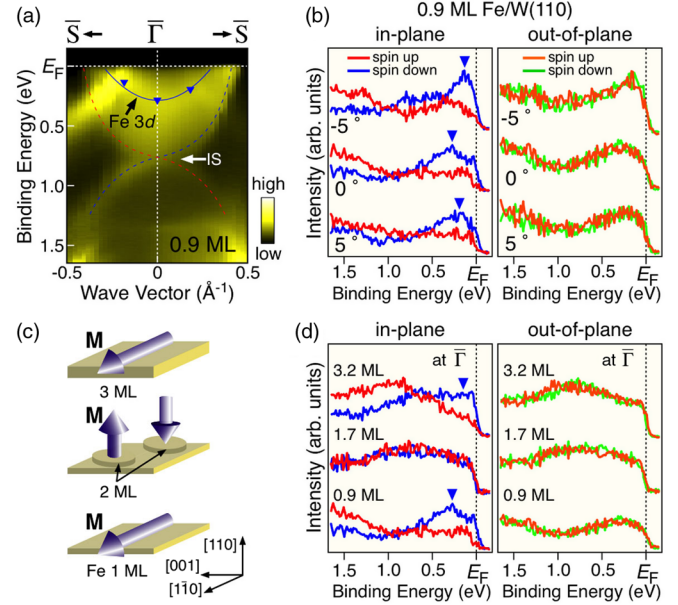 (a)
S̅ Γ̅ S̅
E_F
0.0
0.5
1.0
1.5
Binding Energy (eV)
Fe 3d
IS
0.9 ML
high
low
-0.5 0 0.5
Wave Vector (Å⁻¹)
(b) 0.9 ML Fe/W(110)
in-plane out-of-plane
spin up
spin down
spin up
spin down
-5° -5°
0° 0°
5° 5°
Intensity (arb. units)
1.5 1.0 0.5 E_F 1.5 1.0 0.5 E_F
Binding Energy (eV) Binding Energy (eV)
(c)
M
3 ML
M
2 ML
M
Fe 1 ML
[110]
[001]
[11̅0]
(d) in-plane out-of-plane
at Γ̅ at Γ̅
3.2 ML 3.2 ML
1.7 ML 1.7 ML
0.9 ML 0.9 ML
Intensity (arb. units)
1.5 1.0 0.5 E_F 1.5 1.0 0.5 E_F
Binding Energy (eV) Binding Energy (eV)